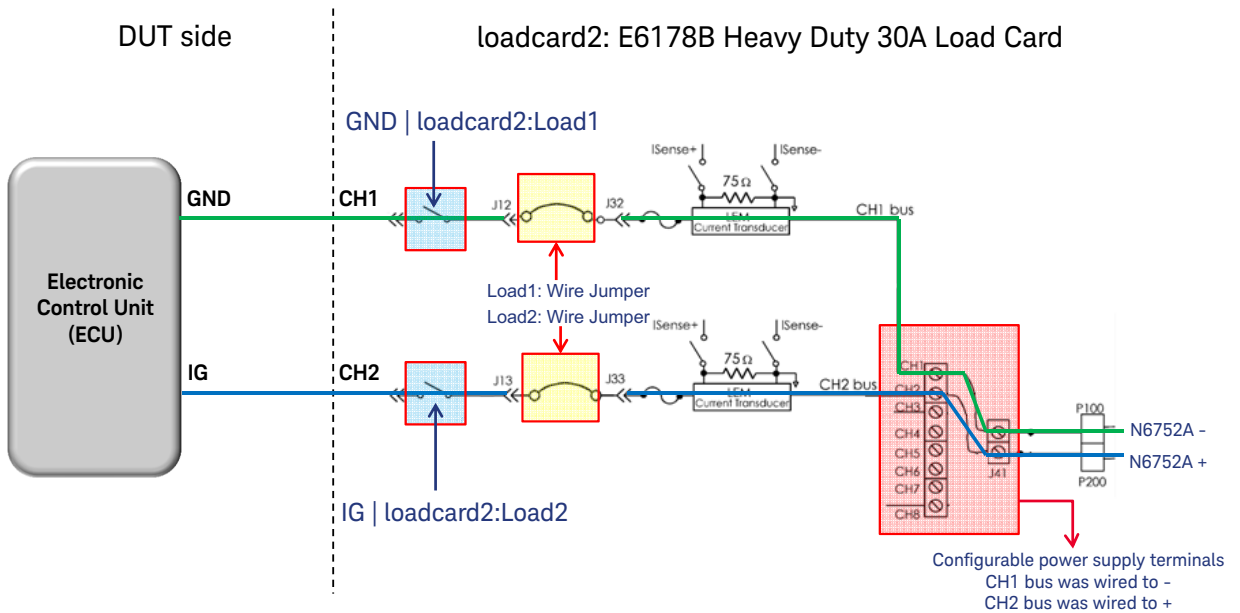 DUT side
loadcard2: E6178B Heavy Duty 30A Load Card
GND | loadcard2:Load1
ISense+
ISense-
75Ω
GND
CH1
J12
J32
LEM
Current Transducer
CH1 bus
Electronic
Control Unit
(ECU)
Load1: Wire Jumper
Load2: Wire Jumper
ISense+
ISense-
75Ω
IG
CH2
J13
J33
LEM
Current Transducer
CH2 bus
CH1
CH2
CH3
CH4
CH5
CH6
CH7
CH8
J41
P100
P200
N6752A -
N6752A +
IG | loadcard2:Load2
Configurable power supply terminals
CH1 bus was wired to -
CH2 bus was wired to +